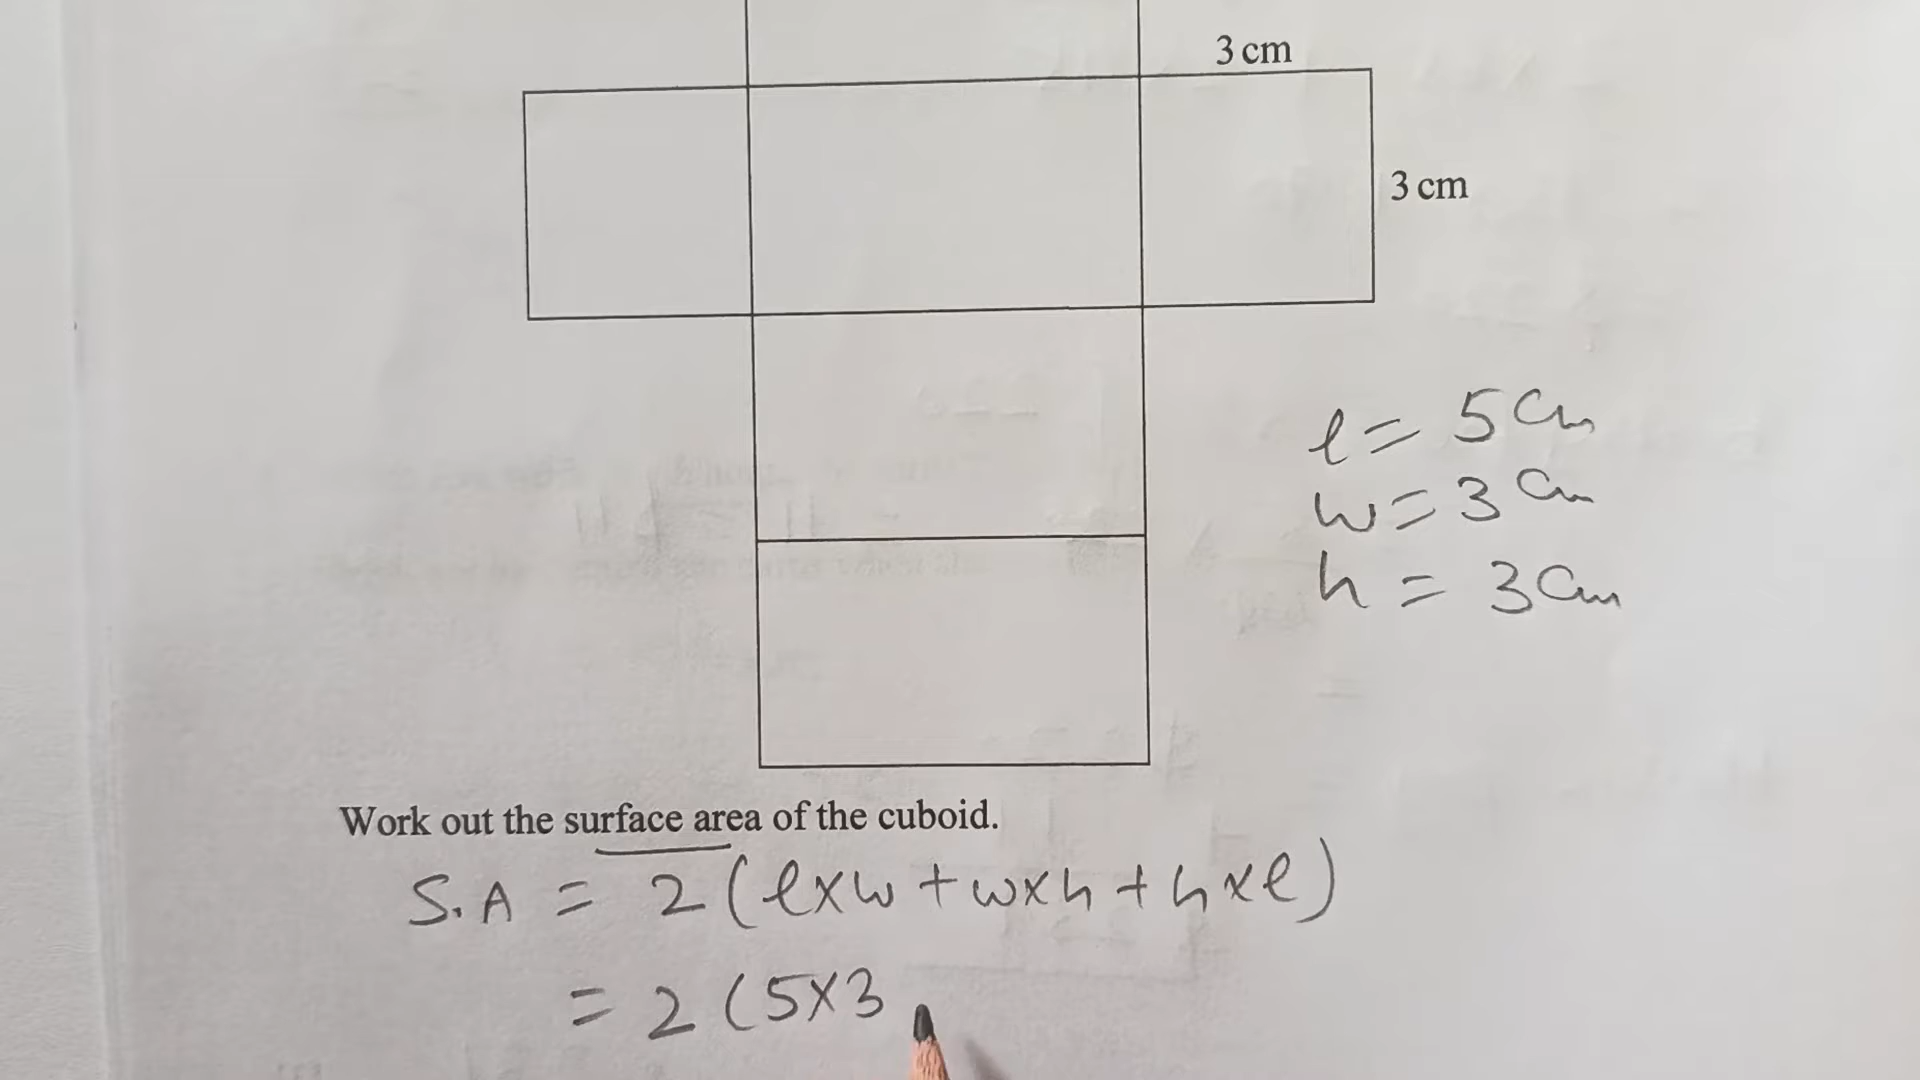 3 cm
3 cm
l = 5 cm
w = 3 cm
h = 3 cm
Work out the surface area of the cuboid.
S.A = 2 (l×w + w×h + h×l)
= 2 (5×3